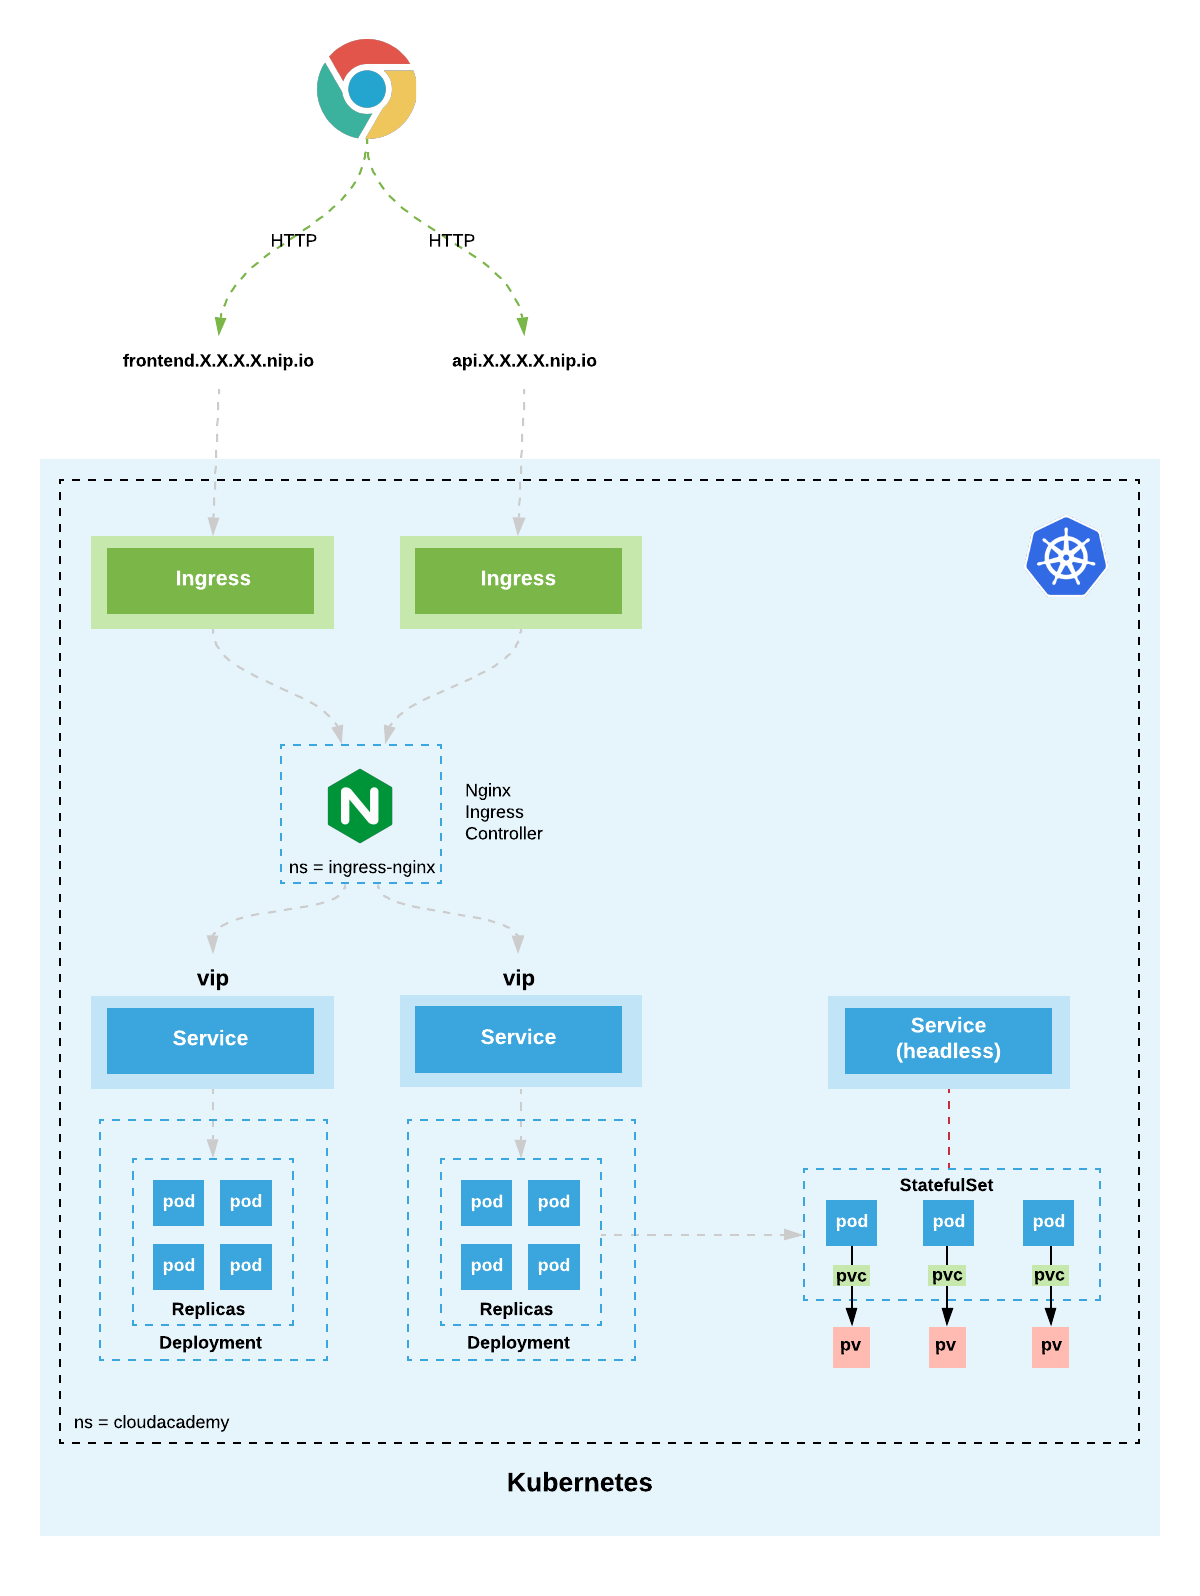 HTTP
HTTP
frontend.X.X.X.X.nip.io
api.X.X.X.X.nip.io
Ingress
Ingress
Nginx
Ingress
Controller
ns = ingress-nginx
vip
vip
Service
Service
Service
(headless)
pod
pod
pod
pod
Replicas
Deployment
pod
pod
pod
pod
Replicas
Deployment
StatefulSet
pod
pod
pod
pvc
pvc
pvc
pv
pv
pv
ns = cloudacademy
Kubernetes